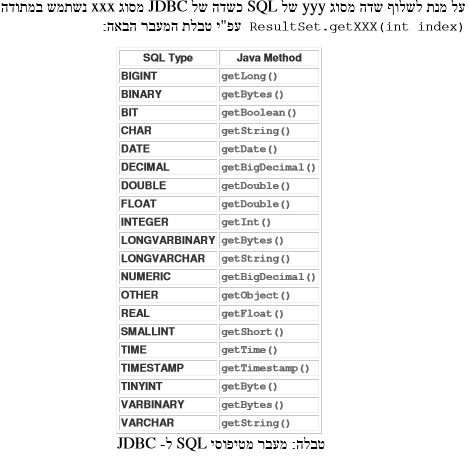 על מנת לשלוף שדה מסוג yyy של SQL כשדה של JDBC מסוג xxx נשתמש במתודה
ResultSet.getXXX(int index) עפ"י טבלת המעבר הבאה:
SQL Type Java Method
BIGINT getLong()
BINARY getBytes()
BIT getBoolean()
CHAR getString()
DATE getDate()
DECIMAL getBigDecimal()
DOUBLE getDouble()
FLOAT getDouble()
INTEGER getInt()
LONGVARBINARY getBytes()
LONGVARCHAR getString()
NUMERIC getBigDecimal()
OTHER getObject()
REAL getFloat()
SMALLINT getShort()
TIME getTime()
TIMESTAMP getTimestamp()
TINYINT getByte()
VARBINARY getBytes()
VARCHAR getString()
טבלה: מעבר מטיפוסי SQL ל- JDBC